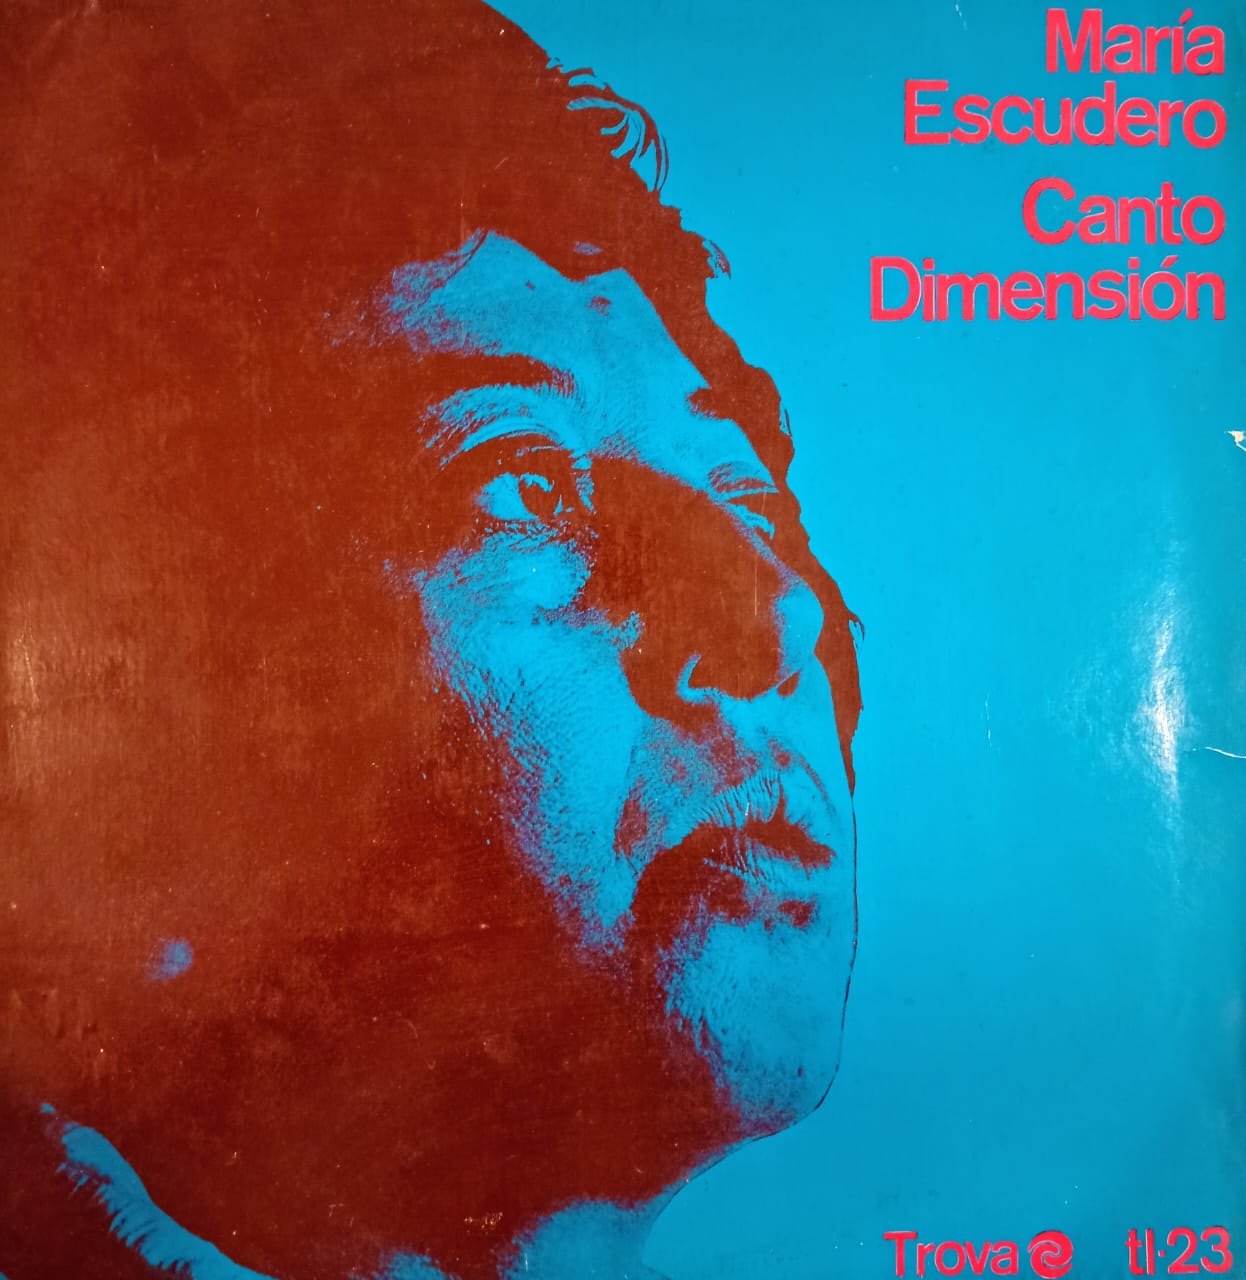 María
Escudero
Canto
Dimensión
Trova tl·23